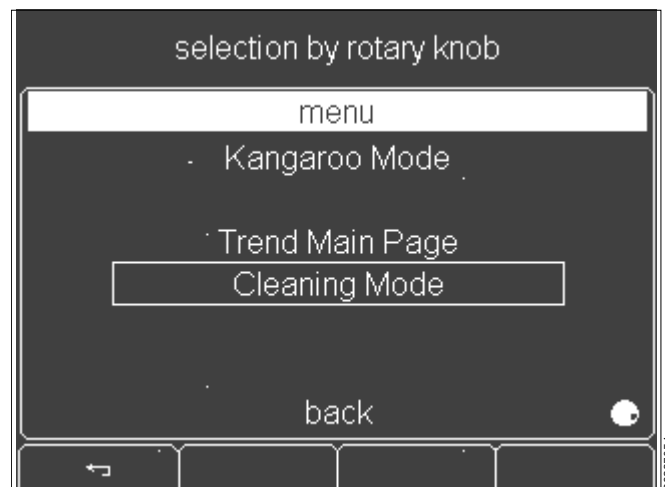 selection by rotary knob
menu
Kangaroo Mode
Trend Main Page
Cleaning Mode
back